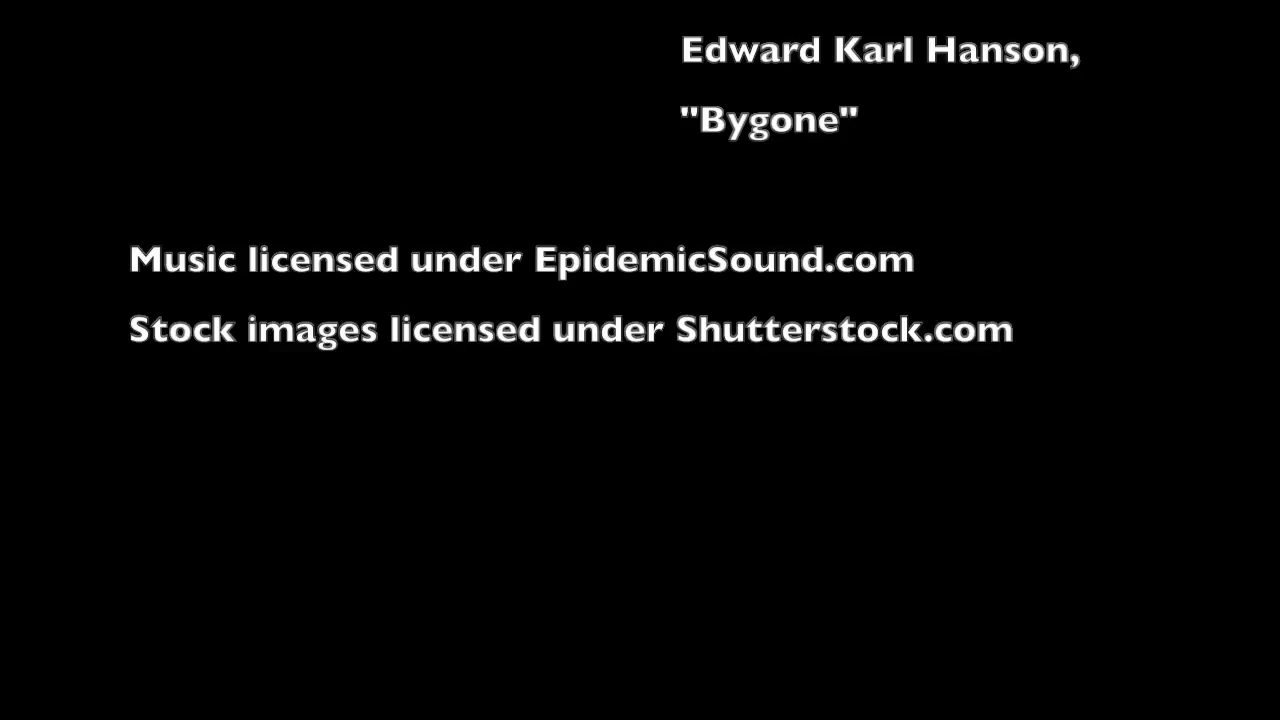 Edward Karl Hanson,
"Bygone"
Music licensed under EpidemicSound.com
Stock images licensed under Shutterstock.com